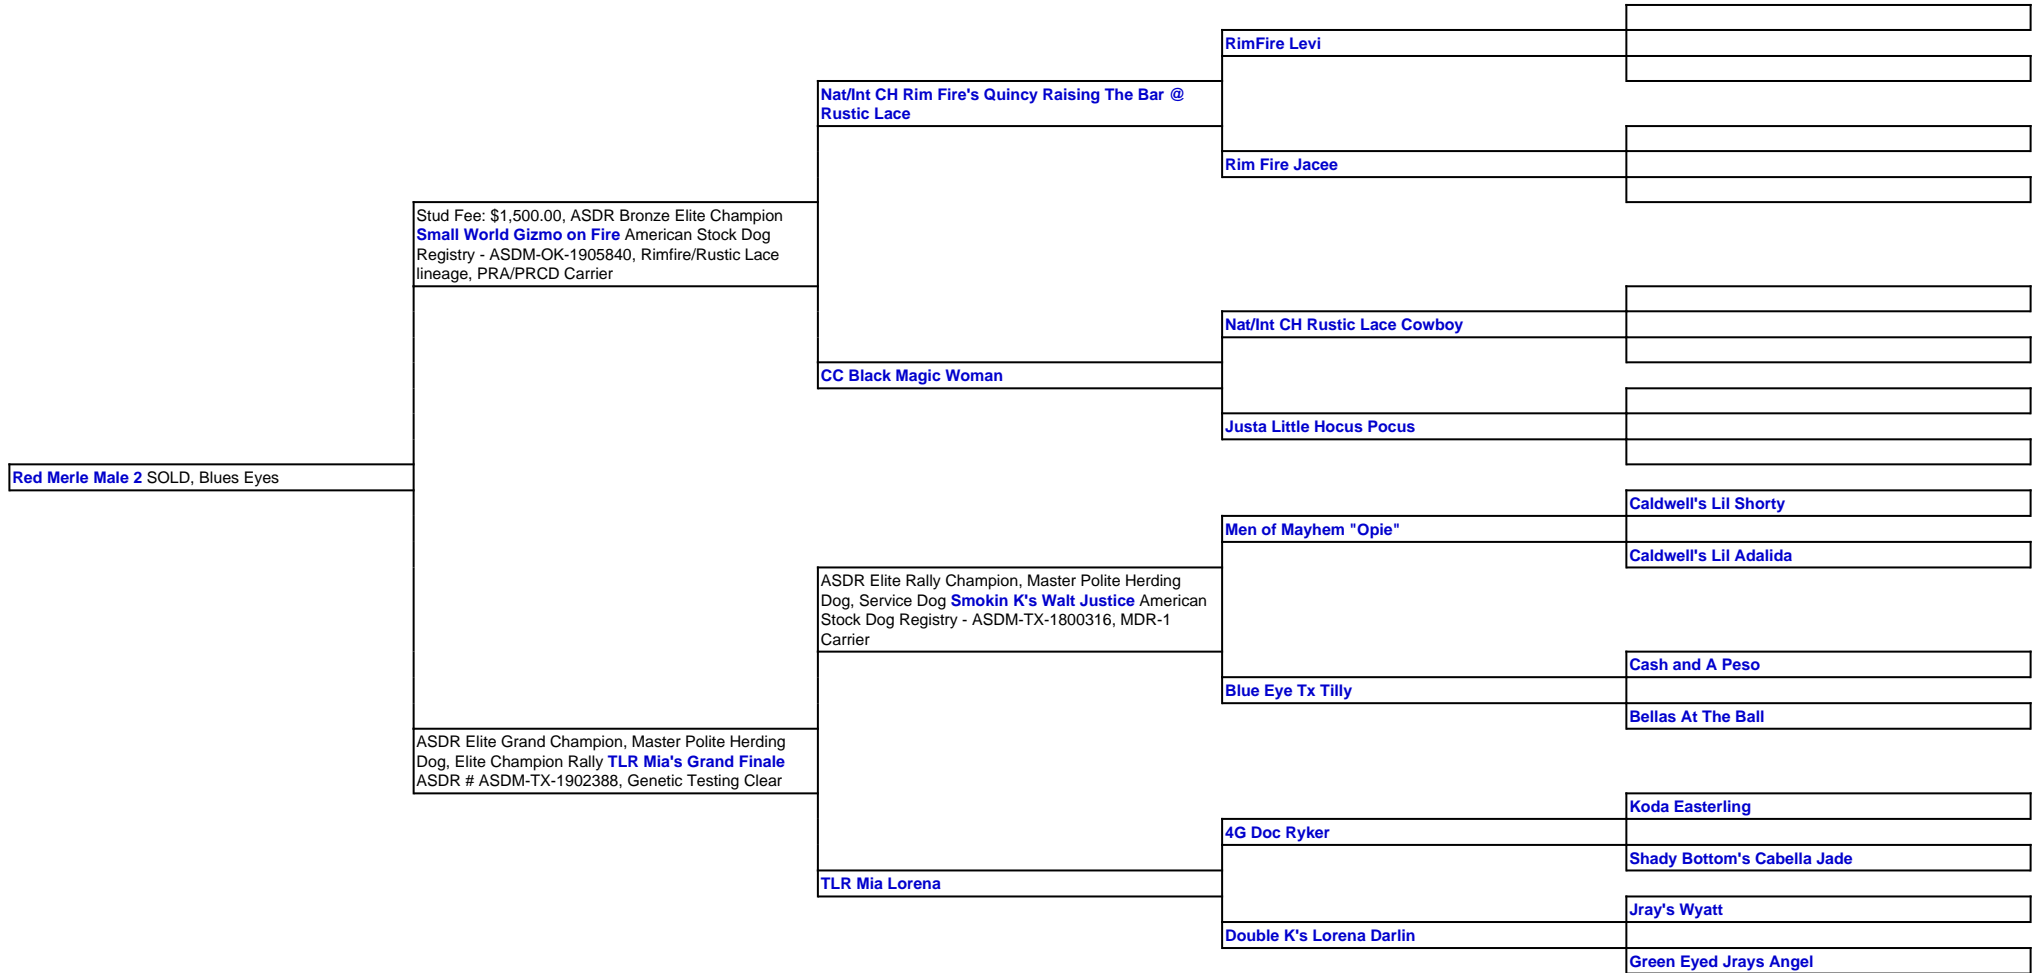 RimFire Levi
Nat/Int CH Rim Fire's Quincy Raising The Bar @
Rustic Lace
Rim Fire Jacee
Stud Fee: $1,500.00, ASDR Bronze Elite Champion
Small World Gizmo on Fire American Stock Dog
Registry - ASDM-OK-1905840, Rimfire/Rustic Lace
lineage, PRA/PRCD Carrier
Nat/Int CH Rustic Lace Cowboy
CC Black Magic Woman
Justa Little Hocus Pocus
Red Merle Male 2 SOLD, Blues Eyes
Caldwell's Lil Shorty
Men of Mayhem "Opie"
Caldwell's Lil Adalida
ASDR Elite Rally Champion, Master Polite Herding
Dog, Service Dog Smokin K's Walt Justice American
Stock Dog Registry - ASDM-TX-1800316, MDR-1
Carrier
Cash and A Peso
Blue Eye Tx Tilly
Bellas At The Ball
ASDR Elite Grand Champion, Master Polite Herding
Dog, Elite Champion Rally TLR Mia's Grand Finale
ASDR # ASDM-TX-1902388, Genetic Testing Clear
Koda Easterling
4G Doc Ryker
Shady Bottom's Cabella Jade
TLR Mia Lorena
Jray's Wyatt
Double K's Lorena Darlin
Green Eyed Jrays Angel